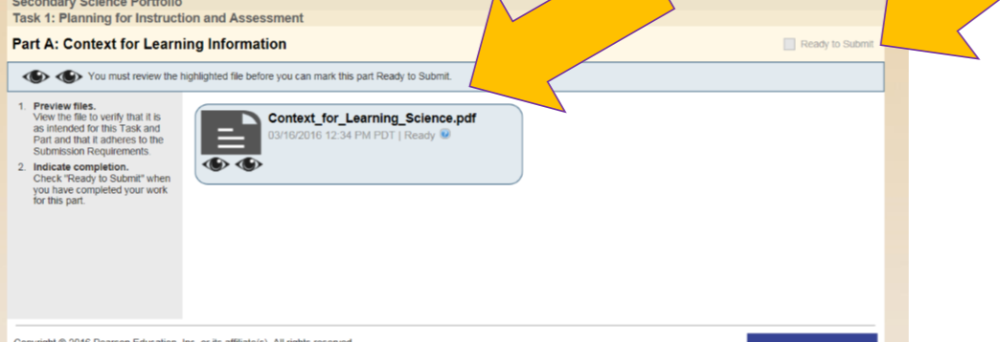 Secondary Science Portfolio
Task 1: Planning for Instruction and Assessment
Part A: Context for Learning Information
Ready to Submit
You must review the highlighted file before you can mark this part Ready to Submit.
1. Preview files.
View the file to verify that it is
as intended for this Task and
Part and that it adheres to the
Submission Requirements.
2. Indicate completion.
Check "Ready to Submit" when
you have completed your work
for this part.
Context_for_Learning_Science.pdf
03/16/2016 12:34 PM PDT | Ready ?
Copyright © 2016 Pearson Education, Inc. or its affiliate(s). All rights reserved.